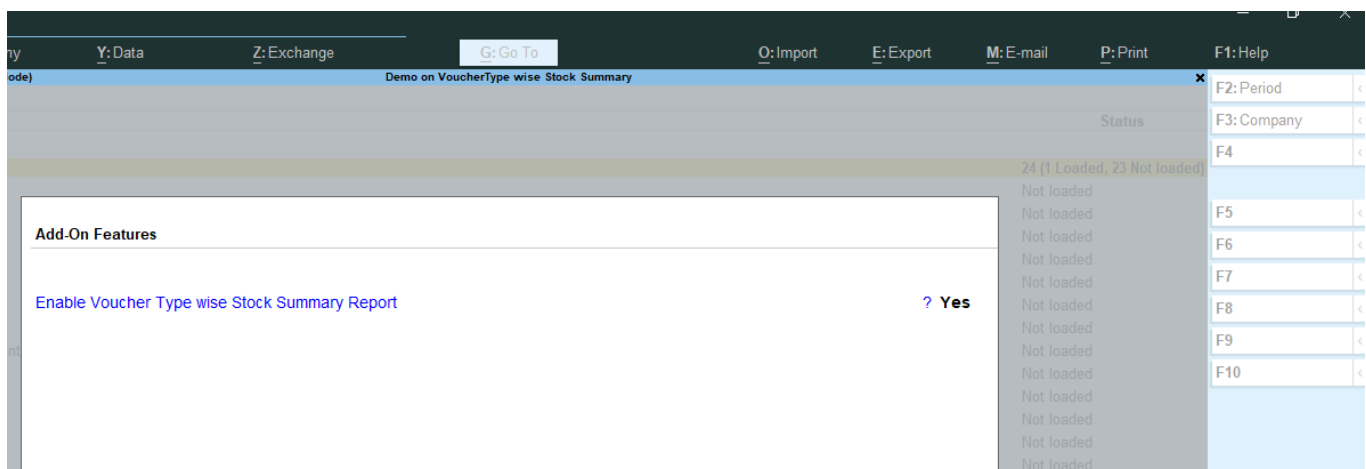 ny Y: Data Z: Exchange G: Go To O: Import E: Export M: E-mail P: Print F1: Help
ode) Demo on VoucherType wise Stock Summary
F2: Period
Status F3: Company
F4
24 (1 Loaded, 23 Not loaded)
Not loaded
Not loaded F5
Add-On Features Not loaded
F6
Not loaded
Not loaded F7
Enable Voucher Type wise Stock Summary Report ? Yes Not loaded F8
Not loaded
F9
nt Not loaded
Not loaded F10
Not loaded
Not loaded
Not loaded
Not loaded